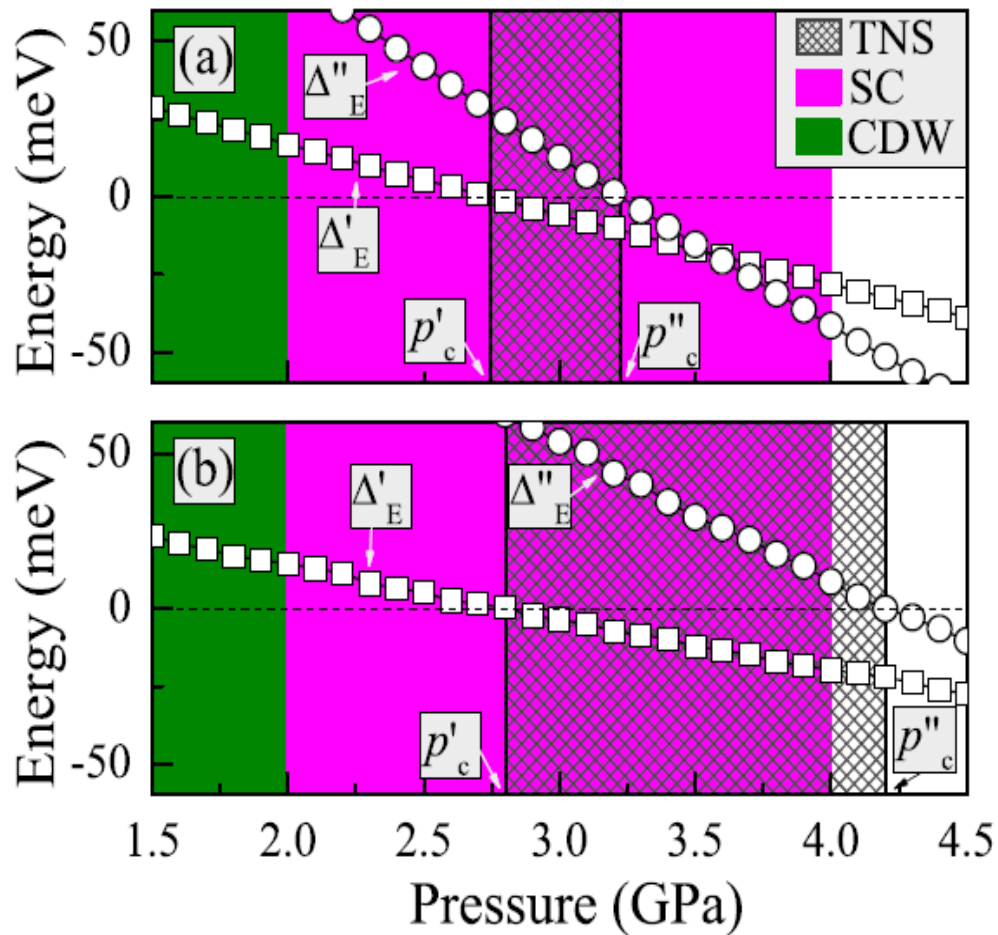 50
0
-50
Energy (meV)
(a)
Δ"E
Δ'E
p'c
p"c
TNS
SC
CDW
50
0
-50
Energy (meV)
(b)
Δ'E
Δ"E
p'c
p"c
1.5 2.0 2.5 3.0 3.5 4.0 4.5
Pressure (GPa)